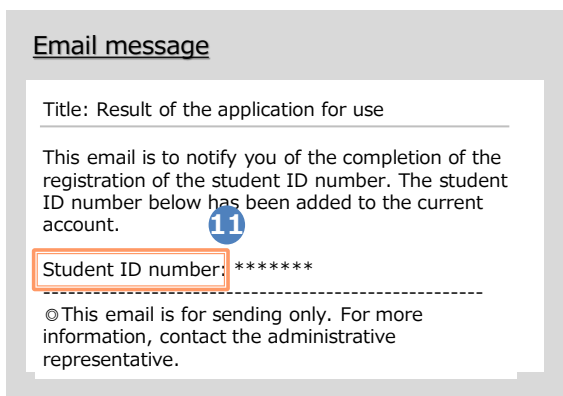 Email message
Title: Result of the application for use
This email is to notify you of the completion of the
registration of the student ID number. The student
ID number below has been added to the current
account.
11
Student ID number: *******
-------------------------------------------------------
◎This email is for sending only. For more
information, contact the administrative
representative.